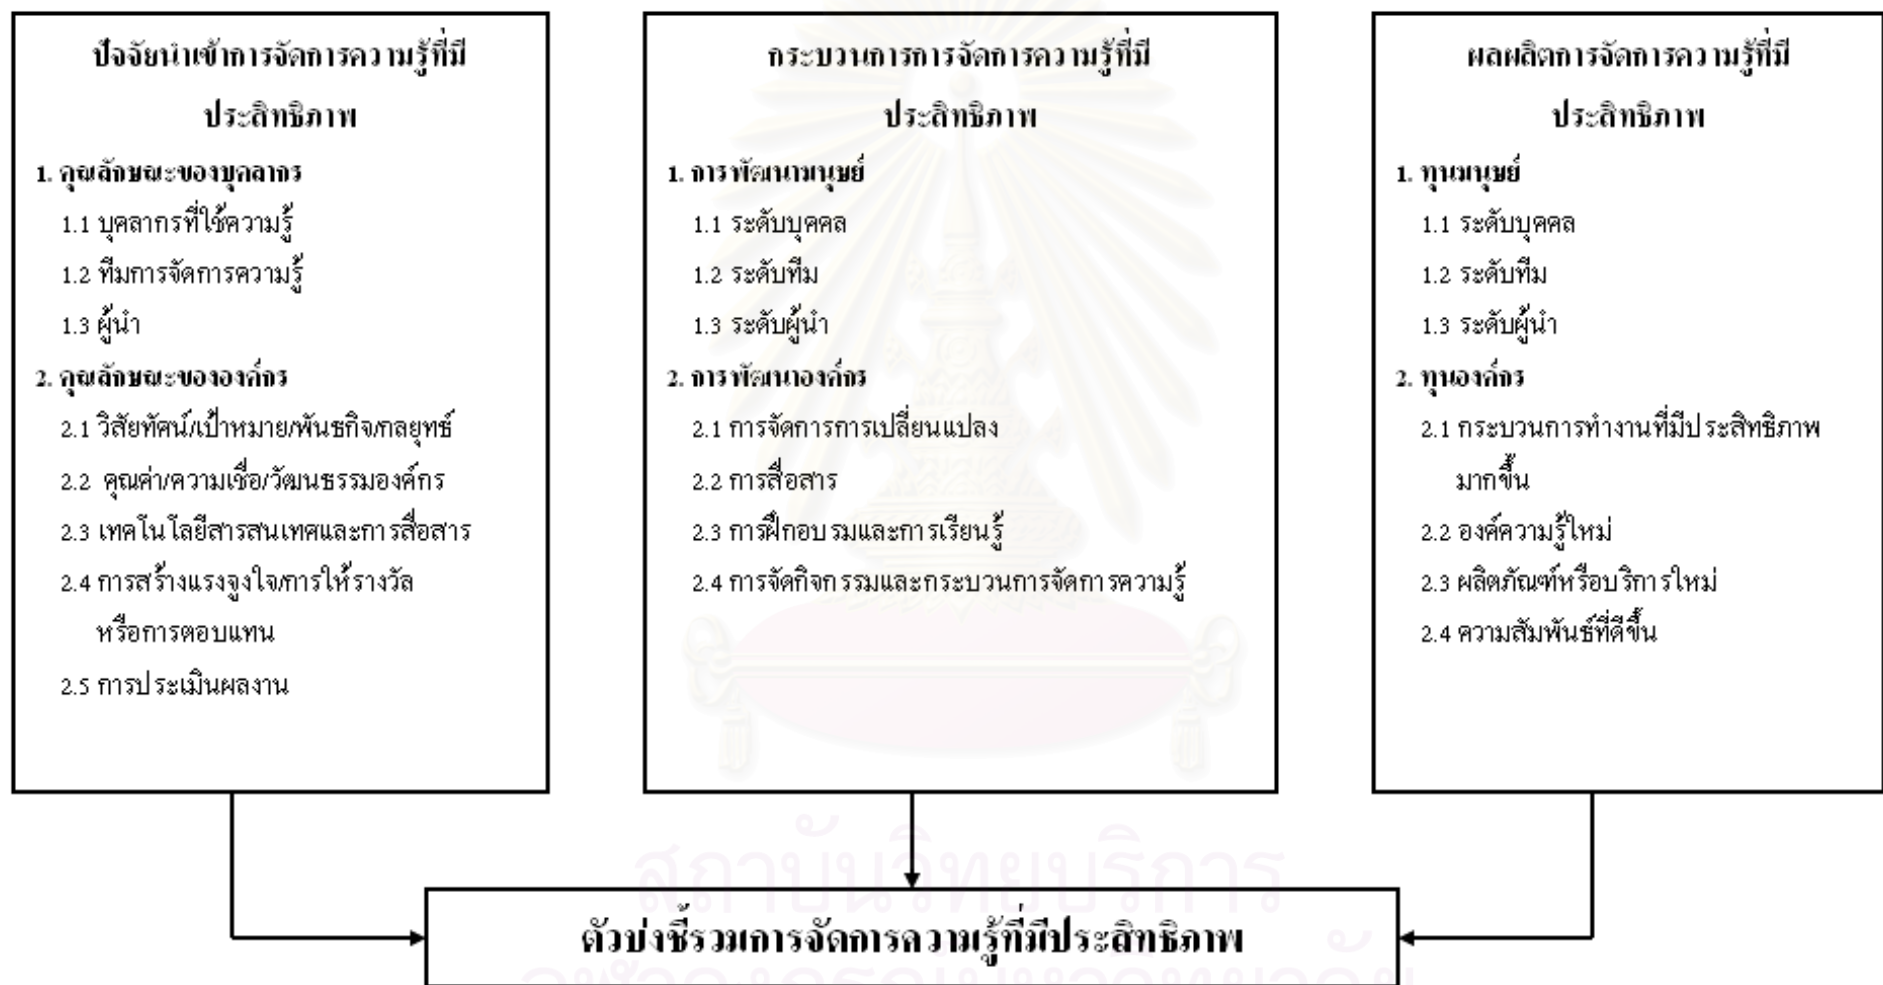 ปัจจัยนำเข้าการจัดการความรู้ที่มี
ประสิทธิภาพ
1. คุณลักษณะของบุคลากร
1.1 บุคลากรที่ใช้ความรู้
1.2 ทีมการจัดการความรู้
1.3 ผู้นำ
2. คุณลักษณะขององค์กร
2.1 วิสัยทัศน์/เป้าหมาย/พันธกิจ/กลยุทธ์
2.2 คุณค่า/ความเชื่อ/วัฒนธรรมองค์กร
2.3 เทคโนโลยีสารสนเทศและการสื่อสาร
2.4 การสร้างแรงจูงใจ/การให้รางวัล
หรือการตอบแทน
2.5 การประเมินผลงาน
กระบวนการการจัดการความรู้ที่มี
ประสิทธิภาพ
1. การพัฒนามนุษย์
1.1 ระดับบุคคล
1.2 ระดับทีม
1.3 ระดับผู้นำ
2. การพัฒนาองค์กร
2.1 การจัดการการเปลี่ยนแปลง
2.2 การสื่อสาร
2.3 การฝึกอบรมและการเรียนรู้
2.4 การจัดกิจกรรมและกระบวนการจัดการความรู้
ผลผลิตการจัดการความรู้ที่มี
ประสิทธิภาพ
1. ทุนมนุษย์
1.1 ระดับบุคคล
1.2 ระดับทีม
1.3 ระดับผู้นำ
2. ทุนองค์กร
2.1 กระบวนการทำงานที่มีประสิทธิภาพ
มากขึ้น
2.2 องค์ความรู้ใหม่
2.3 ผลิตภัณฑ์หรือบริการใหม่
2.4 ความสัมพันธ์ที่ดีขึ้น
สถาบันวิทยบริการ
ตัวบ่งชี้รวมการจัดการความรู้ที่มีประสิทธิภาพ
จุฬาลงกรณ์มหาวิทยาลัย